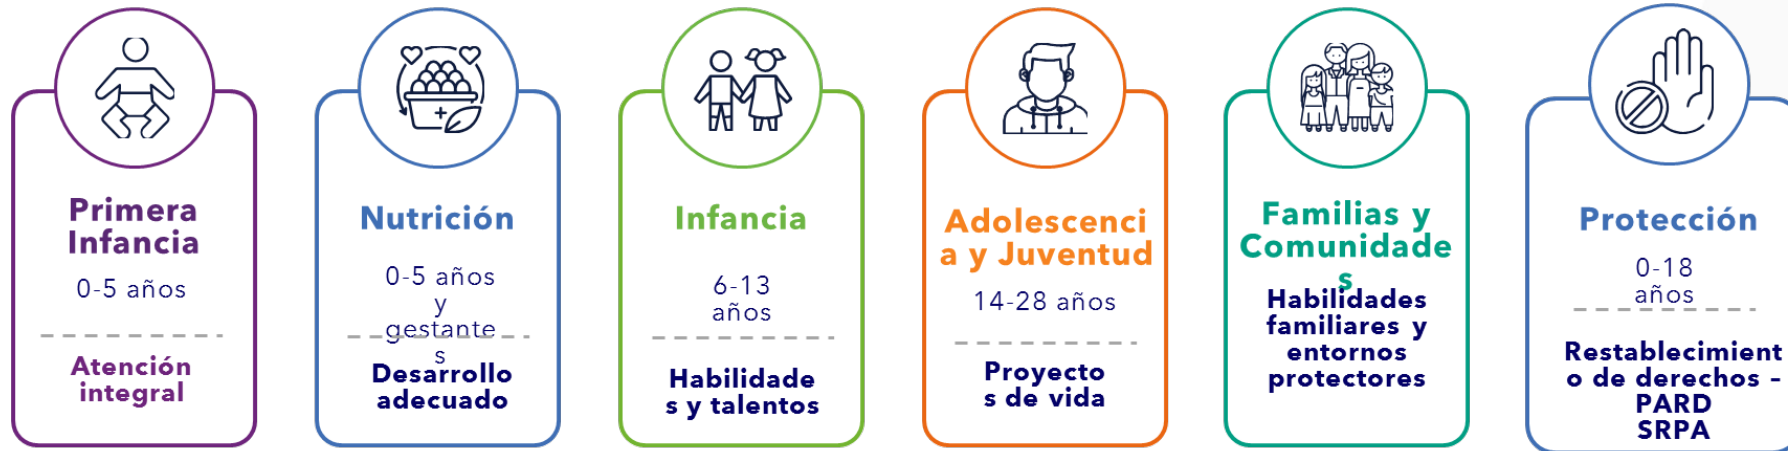 Primera
Infancia
0-5 años
Atención
integral
Nutrición
0-5 años
y
gestante
s
Desarrollo
adecuado
Infancia
6-13
años
Habilidade
s y talentos
Adolescenci
a y Juventud
14-28 años
Proyecto
s de vida
Familias y
Comunidade
s
Habilidades
familiares y
entornos
protectores
Protección
0-18
años
Restablecimient
o de derechos –
PARD
SRPA